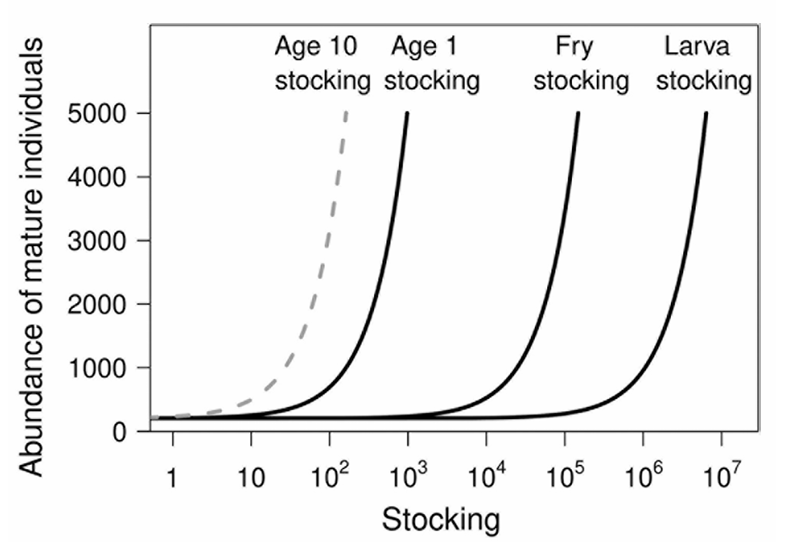 Age 10 Age 1 Fry Larva
stocking stocking stocking stocking
Abundance of mature individuals
5000
4000
3000
2000
1000
0
1 10 10² 10³ 10⁴ 10⁵ 10⁶ 10⁷
Stocking